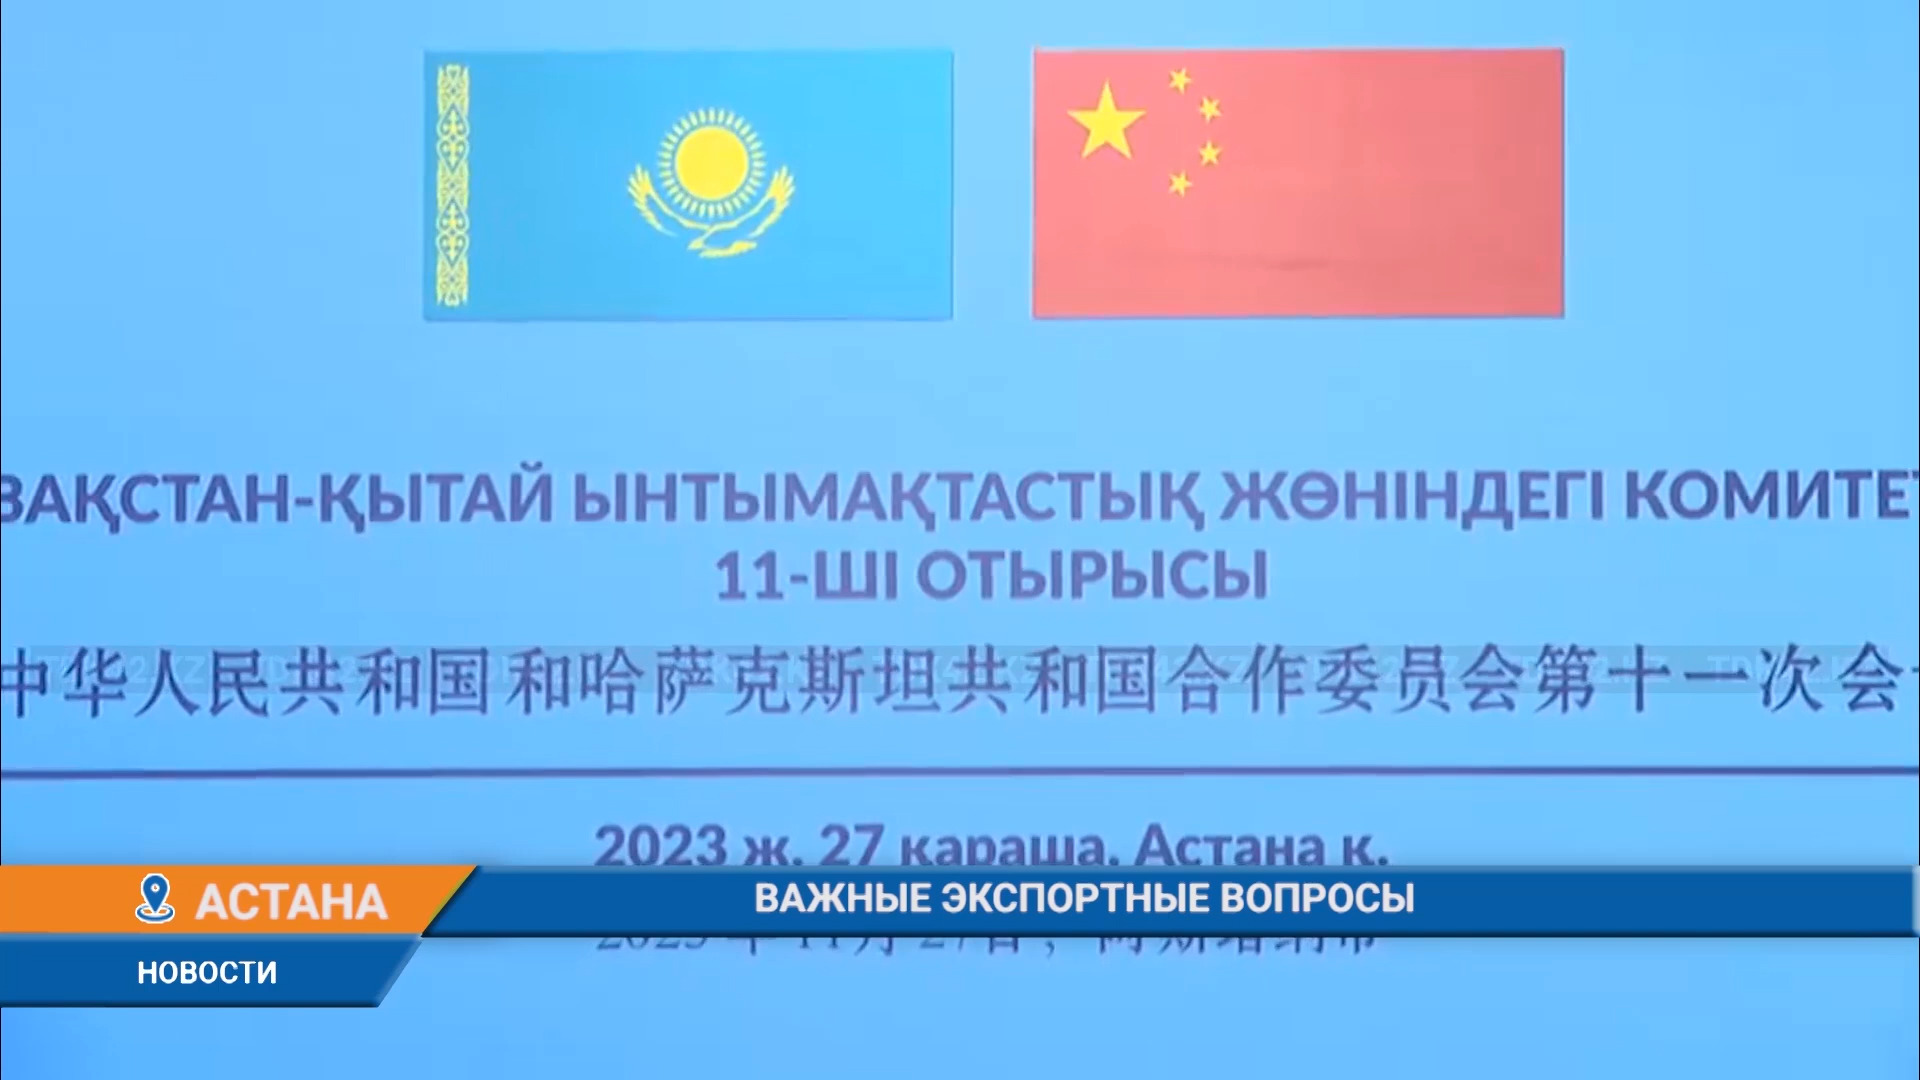 ЗАҚСТАН-ҚЫТАЙ ЫНТЫМАҚТАСТЫҚ ЖӨНІНДЕГІ КОМИТЕТ
11-ШІ ОТЫРЫСЫ
中华人民共和国和哈萨克斯坦共和国合作委员会第十一次会
2023 ж. 27 қараша, Астана қ.
АСТАНА
ВАЖНЫЕ ЭКСПОРТНЫЕ ВОПРОСЫ
НОВОСТИ